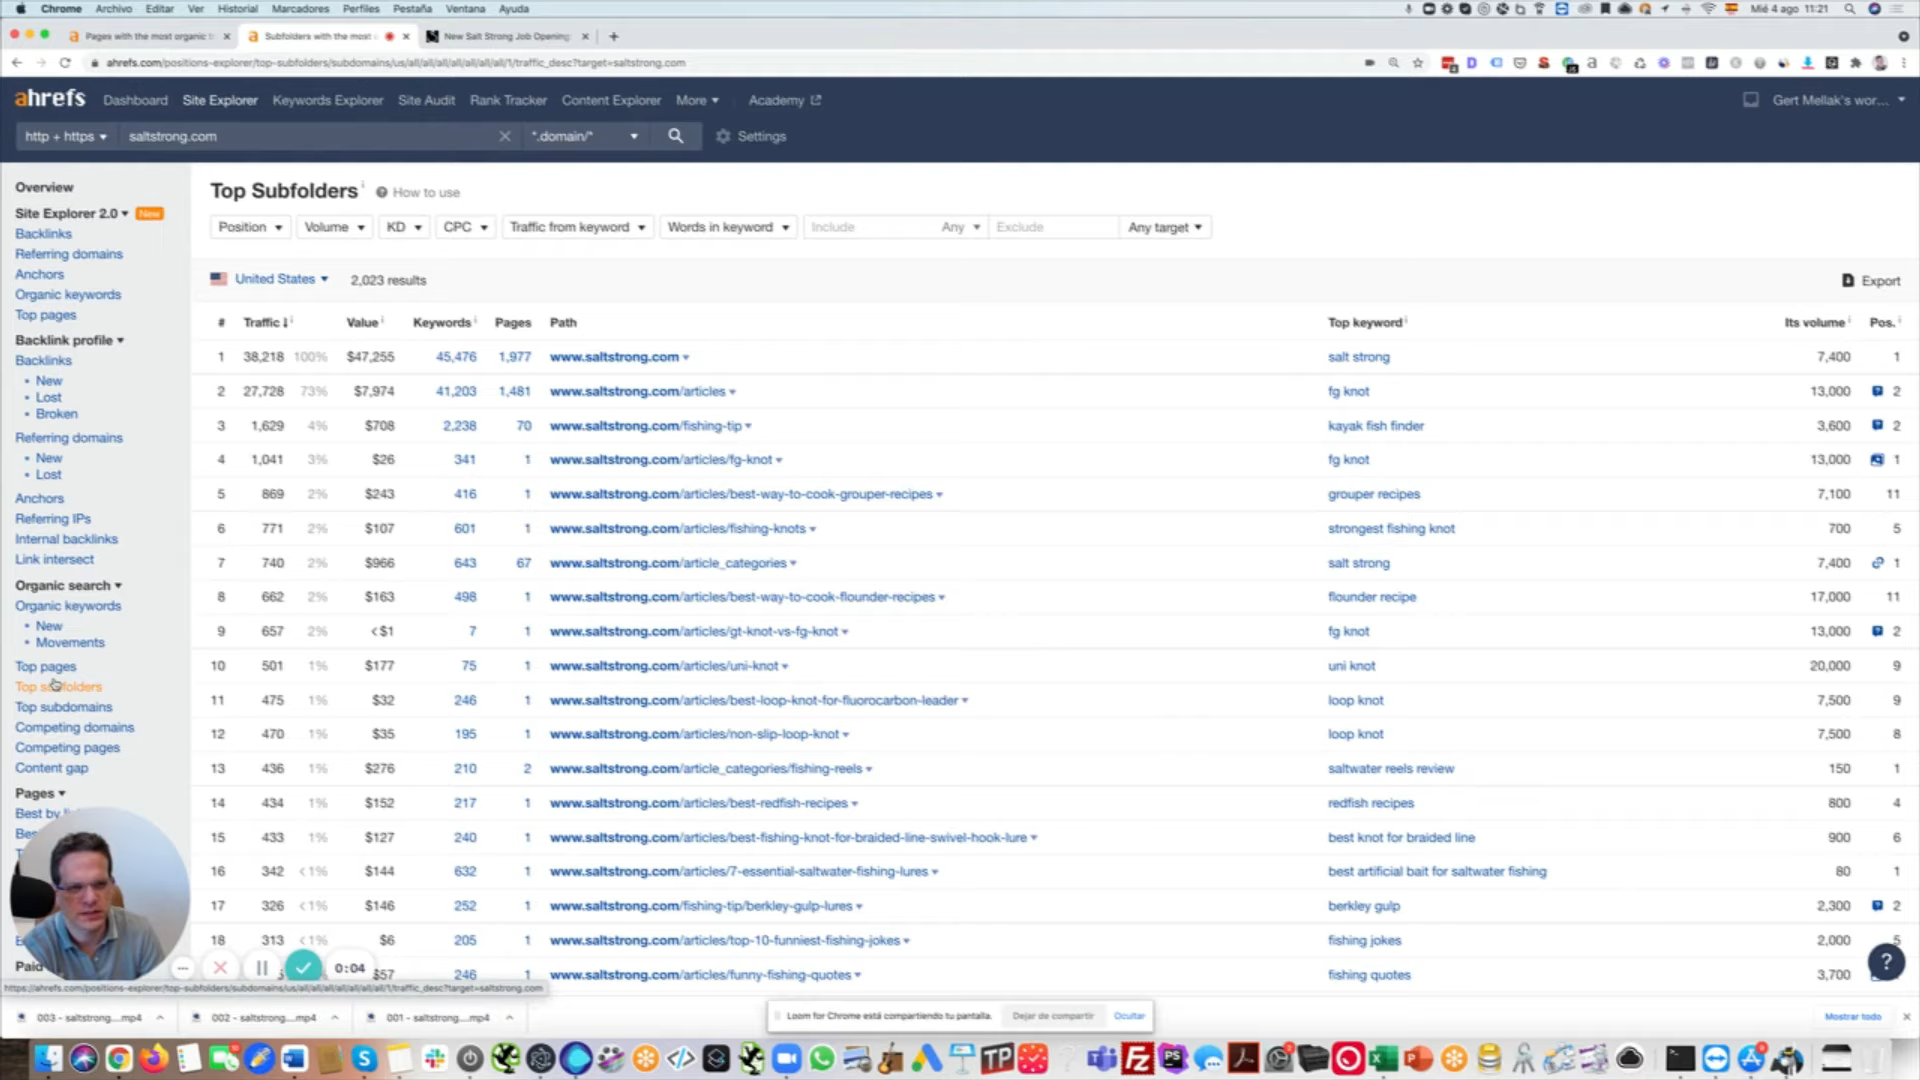 Chrome Archivo Editar Ver Historial Marcadores Perfiles Pestaña Ventana Ayuda Mié 4 ago 11:21
Pages with the most organic t Subfolders with the most New Salt Strong Job Opening
ahrefs.com/positions-explorer/top-subfolders/subdomains/us/all/all/all/all/all/all/all/1/traffic_desc?target=saltstrong.com
ahrefs Dashboard Site Explorer Keywords Explorer Site Audit Rank Tracker Content Explorer More Academy Gert Mellak's wor...
http + https saltstrong.com *.domain/* Settings
Overview
Site Explorer 2.0 New
Backlinks
Referring domains
Anchors
Organic keywords
Top pages
Backlink profile
Backlinks
New
Lost
Broken
Referring domains
New
Lost
Anchors
Referring IPs
Internal backlinks
Link intersect
Organic search
Organic keywords
New
Movements
Top pages
Top subfolders
Top subdomains
Competing domains
Competing pages
Content gap
Pages
Best by
Paid
Top Subfolders How to use
Position Volume KD CPC Traffic from keyword Words in keyword Include Any Exclude Any target
United States 2,023 results Export
# Traffic Value Keywords Pages Path Top keyword Its volume Pos.
1 38,218 100% $47,255 45,476 1,977 www.saltstrong.com salt strong 7,400 1
2 27,728 73% $7,974 41,203 1,481 www.saltstrong.com/articles fg knot 13,000 2
3 1,629 4% $708 2,238 70 www.saltstrong.com/fishing-tip kayak fish finder 3,600 2
4 1,041 3% $26 341 1 www.saltstrong.com/articles/fg-knot fg knot 13,000 1
5 869 2% $243 416 1 www.saltstrong.com/articles/best-way-to-cook-grouper-recipes grouper recipes 7,100 11
6 771 2% $107 601 1 www.saltstrong.com/articles/fishing-knots strongest fishing knot 700 5
7 740 2% $966 643 67 www.saltstrong.com/article_categories salt strong 7,400 1
8 662 2% $163 498 1 www.saltstrong.com/articles/best-way-to-cook-flounder-recipes flounder recipe 17,000 11
9 657 2% <$1 7 1 www.saltstrong.com/articles/gt-knot-vs-fg-knot fg knot 13,000 2
10 501 1% $177 75 1 www.saltstrong.com/articles/uni-knot uni knot 20,000 9
11 475 1% $32 246 1 www.saltstrong.com/articles/best-loop-knot-for-fluorocarbon-leader loop knot 7,500 9
12 470 1% $35 195 1 www.saltstrong.com/articles/non-slip-loop-knot loop knot 7,500 8
13 436 1% $276 210 2 www.saltstrong.com/article_categories/fishing-reels saltwater reels review 150 1
14 434 1% $152 217 1 www.saltstrong.com/articles/best-redfish-recipes redfish recipes 800 4
15 433 1% $127 240 1 www.saltstrong.com/articles/best-fishing-knot-for-braided-line-swivel-hook-lure best knot for braided line 900 6
16 342 <1% $144 632 1 www.saltstrong.com/articles/7-essential-saltwater-fishing-lures best artificial bait for saltwater fishing 80 1
17 326 <1% $146 252 1 www.saltstrong.com/fishing-tip/berkley-gulp-lures berkley gulp 2,300 2
18 313 <1% $6 205 1 www.saltstrong.com/articles/top-10-funniest-fishing-jokes fishing jokes 2,000 5
$57 246 1 www.saltstrong.com/articles/funny-fishing-quotes fishing quotes 3,700
0:04
https://ahrefs.com/positions-explorer/top-subfolders/subdomains/us/all/all/all/all/all/all/all/1/traffic_desc?target=saltstrong.com
003 - saltstrong....mp4 002 - saltstrong....mp4 001 - saltstrong....mp4 Loom for Chrome está compartiendo tu pantalla. Dejar de compartir Ocultar Mostrar todo